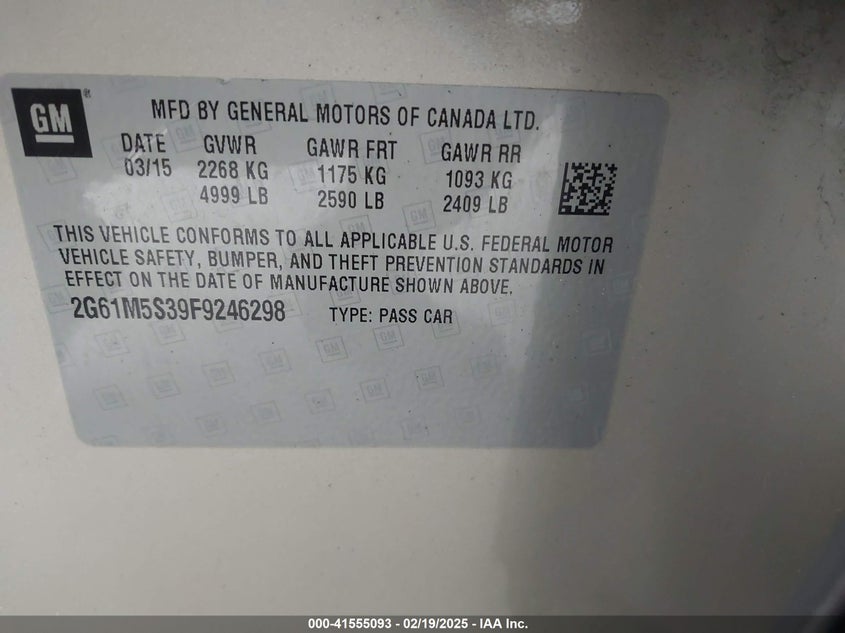 GM®
MFD BY GENERAL MOTORS OF CANADA LTD.
DATE GVWR GAWR FRT GAWR RR
03/15 2268 KG 1175 KG 1093 KG
4999 LB 2590 LB 2409 LB
THIS VEHICLE CONFORMS TO ALL APPLICABLE U.S. FEDERAL MOTOR
VEHICLE SAFETY, BUMPER, AND THEFT PREVENTION STANDARDS IN
EFFECT ON THE DATE OF MANUFACTURE SHOWN ABOVE.
2G61M5S39F9246298 TYPE: PASS CAR
000-41555093 - 02/19/2025 - IAA Inc.